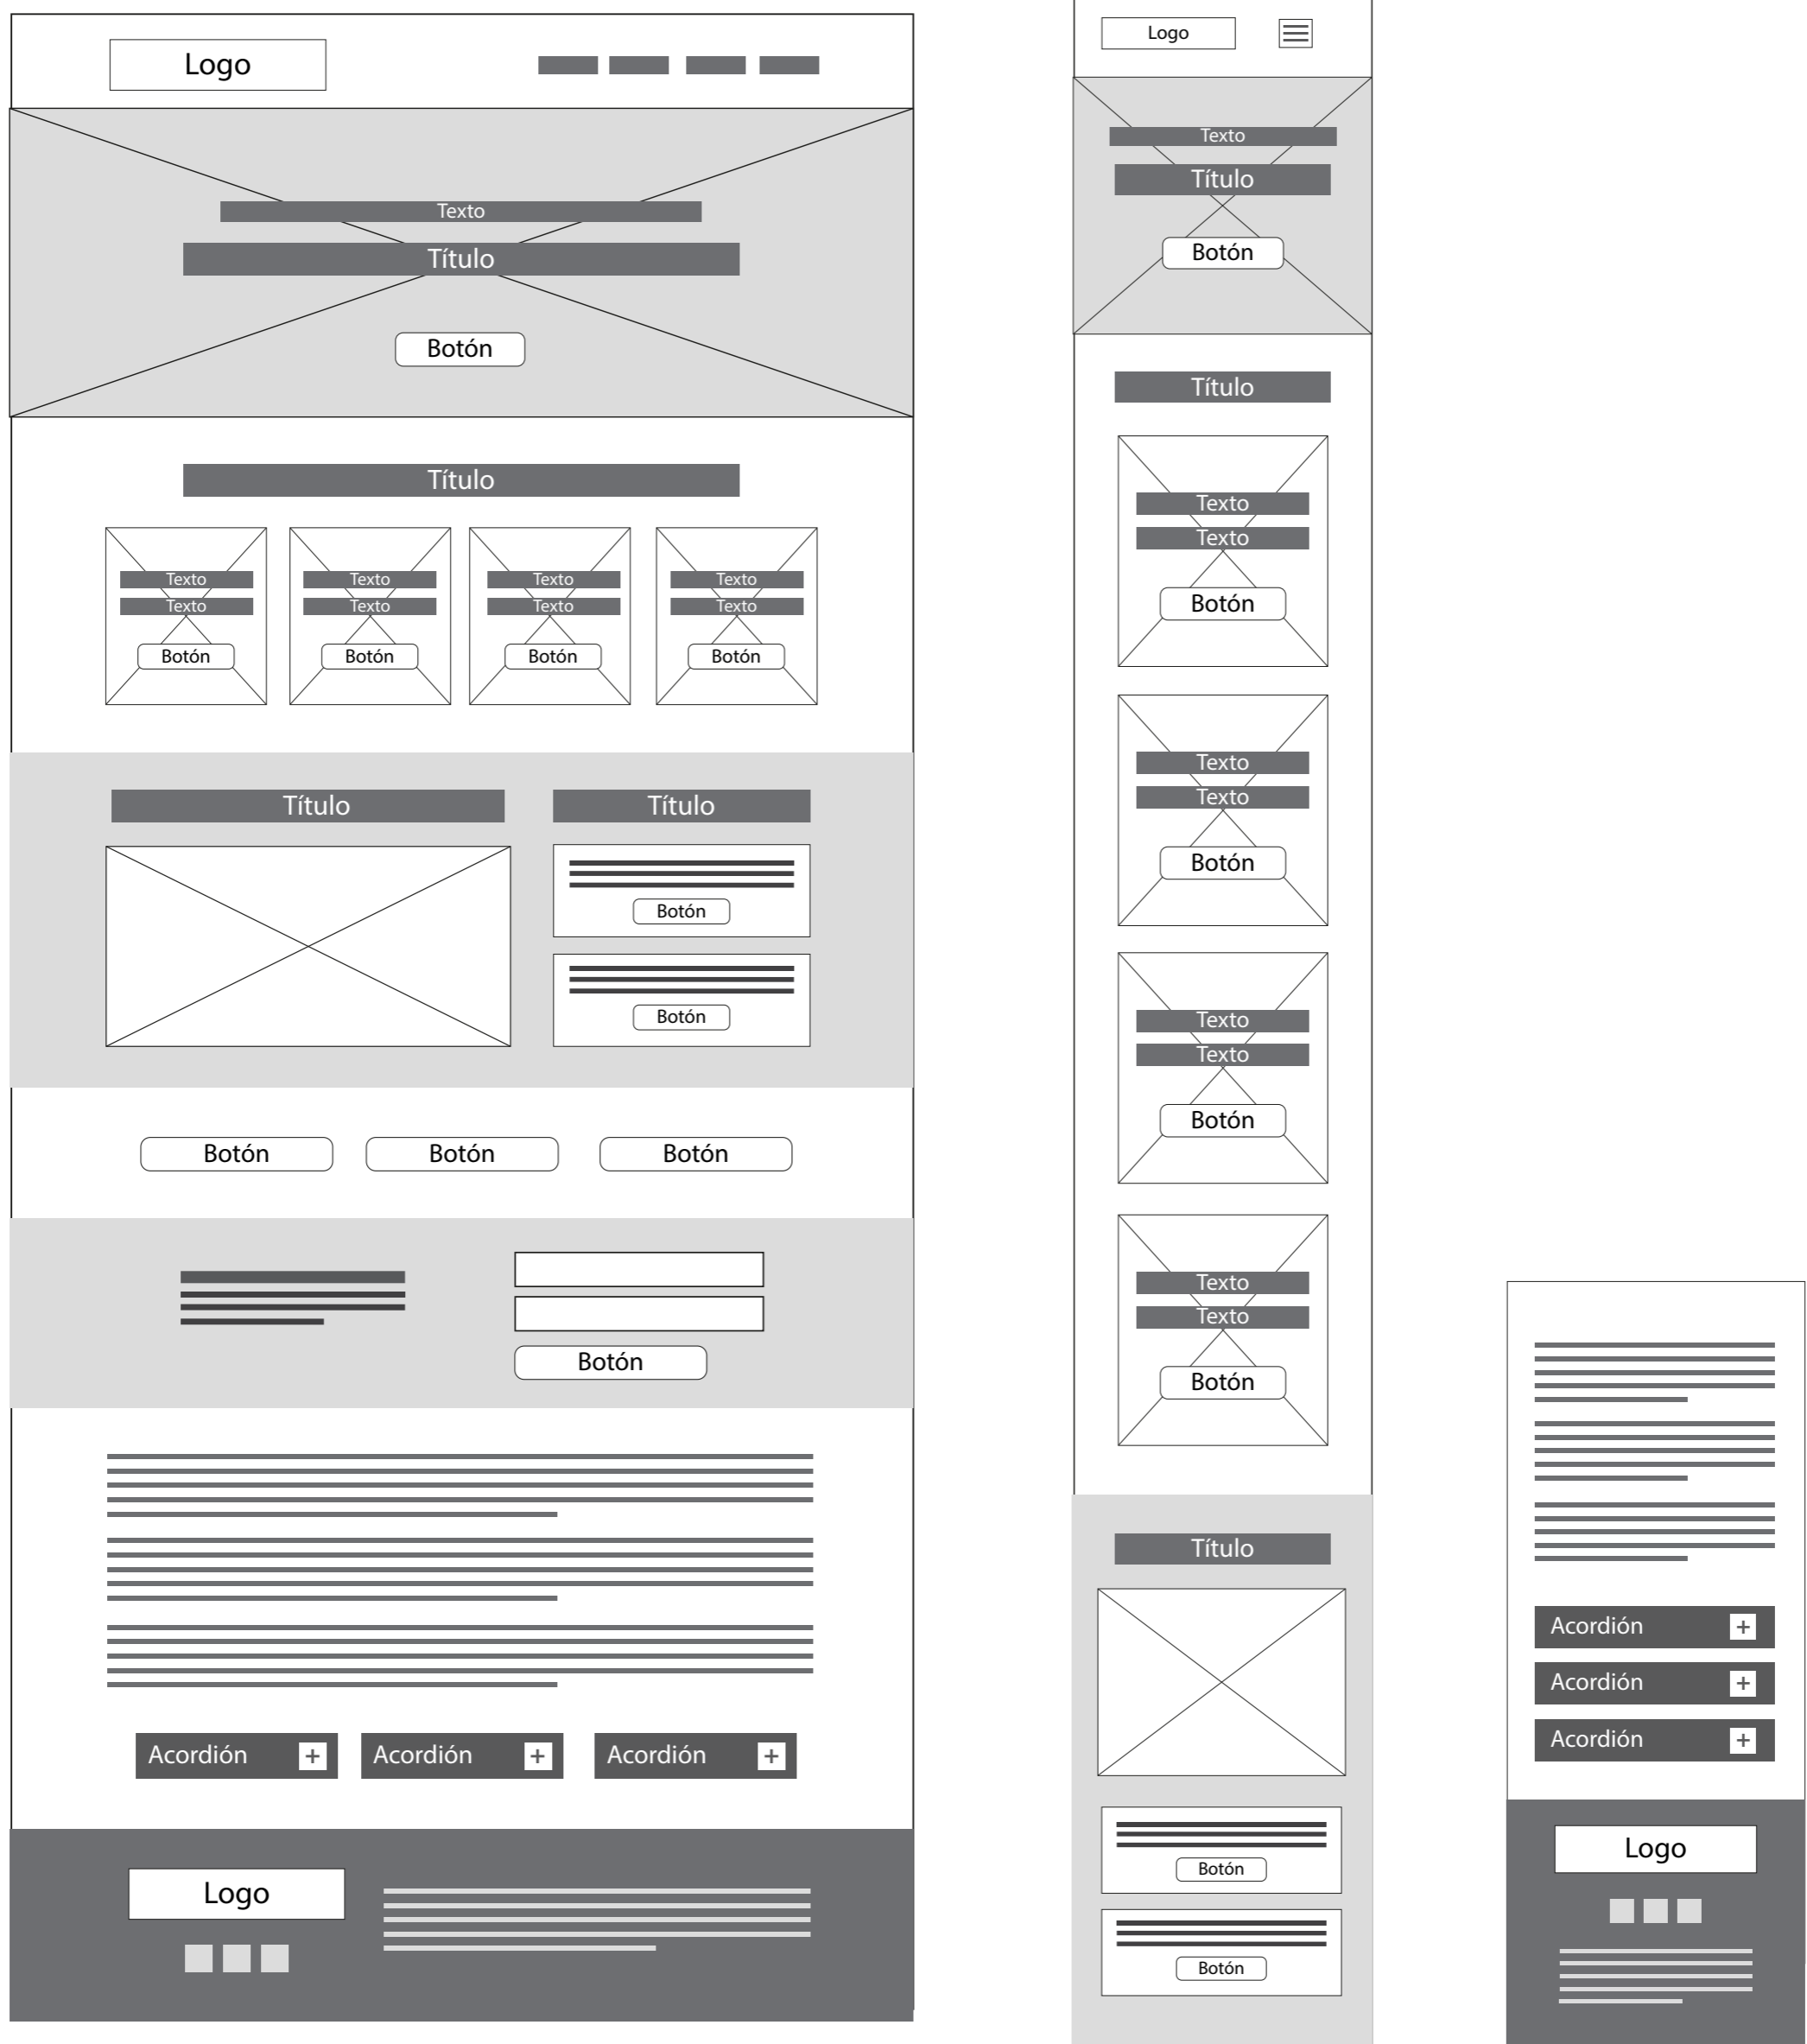 Logo
Texto
Título
Botón
Título
Texto Texto Texto Texto
Texto Texto Texto Texto
Botón Botón Botón Botón
Título Título
Botón
Botón
Botón Botón Botón
Botón
Acordión + Acordión + Acordión +
Logo
Logo
Texto
Título
Botón
Título
Texto
Texto
Botón
Texto
Texto
Botón
Texto
Texto
Botón
Texto
Texto
Botón
Título
Botón
Botón
Acordión +
Acordión +
Acordión +
Logo